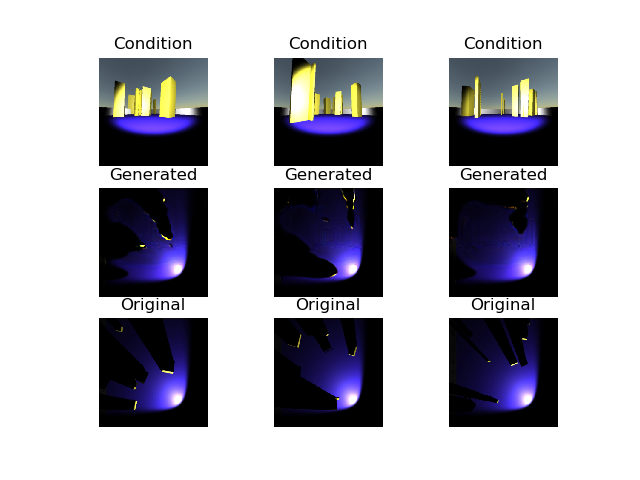 Condition Condition Condition
Generated Generated Generated
Original Original Original